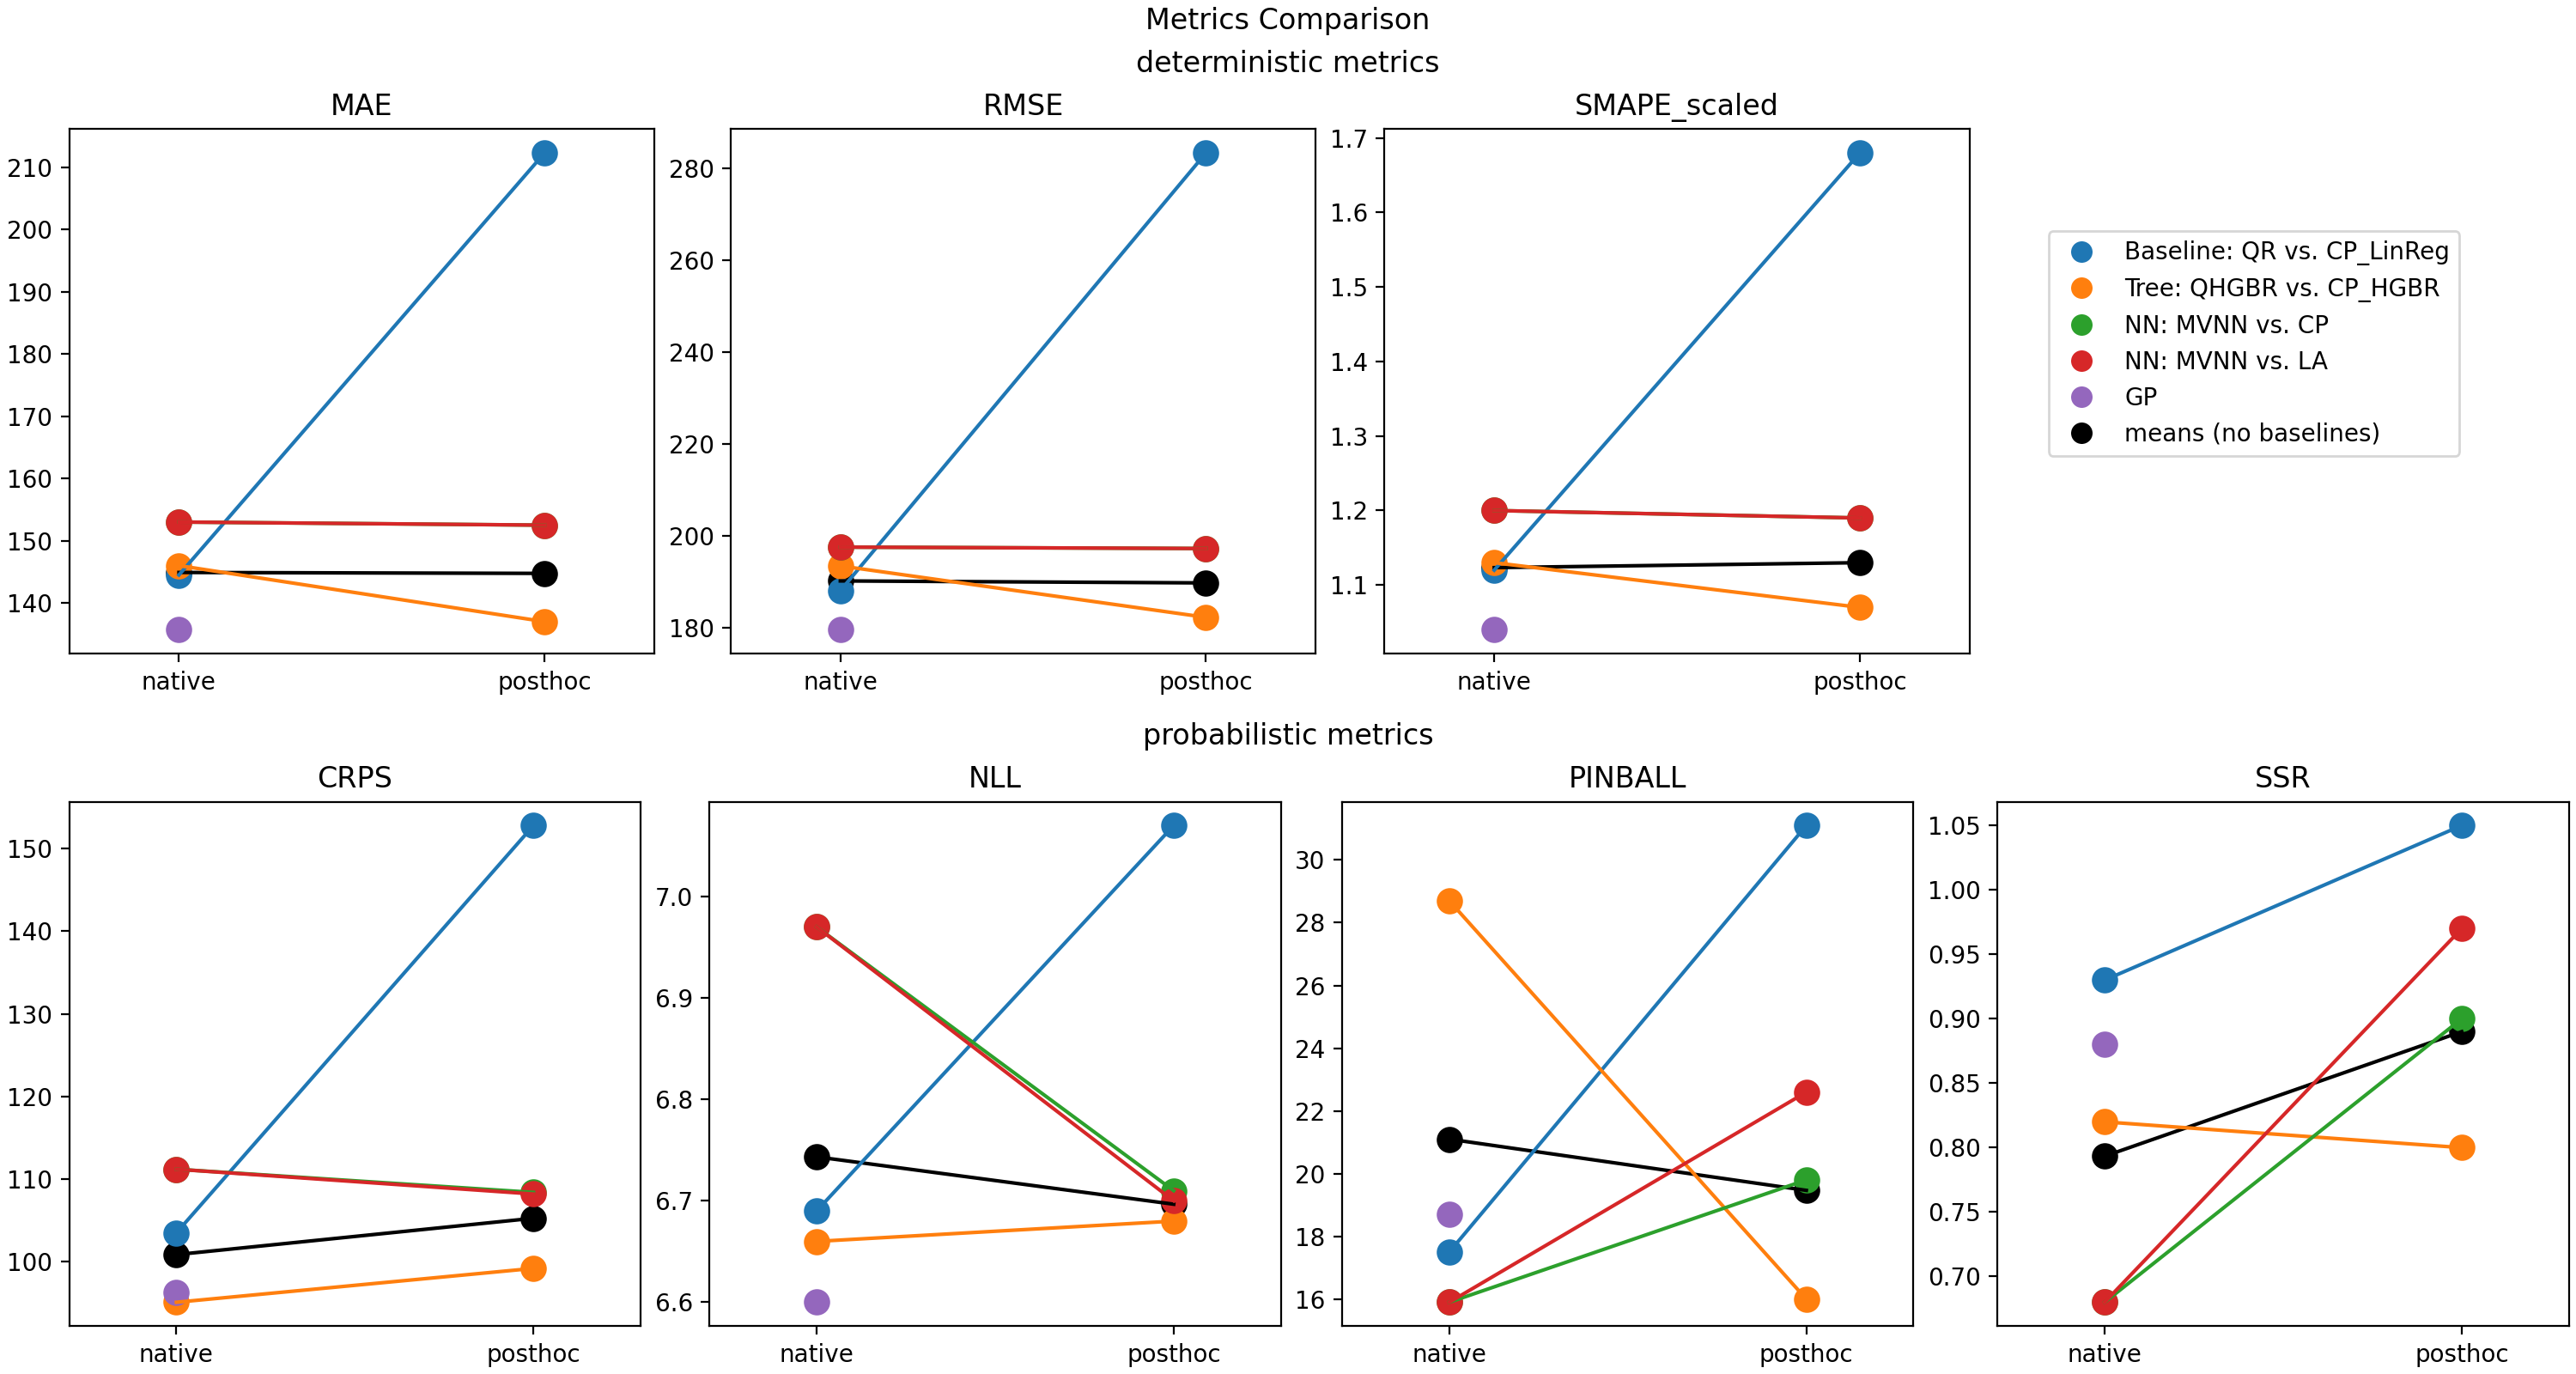 Metrics Comparison
deterministic metrics
MAE
RMSE
SMAPE_scaled
210
200
190
180
170
160
150
140
native
posthoc
280
260
240
220
200
180
native
posthoc
1.7
1.6
1.5
1.4
1.3
1.2
1.1
native
posthoc
Baseline: QR vs. CP_LinReg
Tree: QHGBR vs. CP_HGBR
NN: MVNN vs. CP
NN: MVNN vs. LA
GP
means (no baselines)
probabilistic metrics
CRPS
NLL
PINBALL
SSR
150
140
130
120
110
100
native
posthoc
7.0
6.9
6.8
6.7
6.6
native
posthoc
30
28
26
24
22
20
18
16
native
posthoc
1.05
1.00
0.95
0.90
0.85
0.80
0.75
0.70
native
posthoc